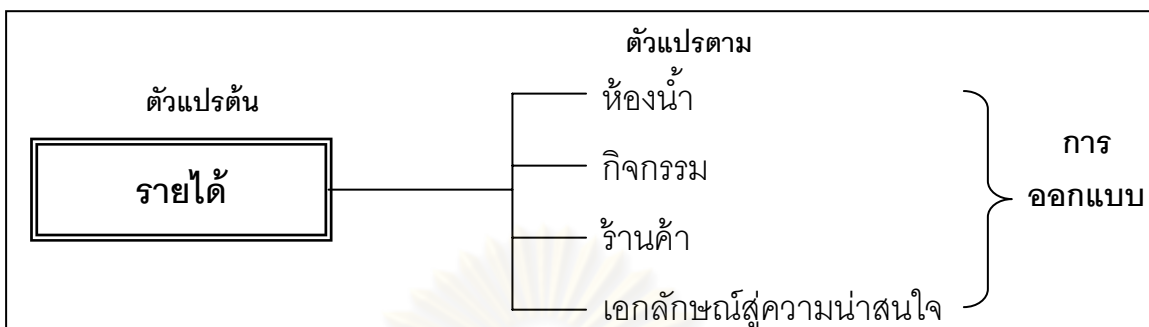 ตัวแปรต้น
รายได้
ตัวแปรตาม
ห้องน้ำ
กิจกรรม
ร้านค้า
เอกลักษณ์สู่ความน่าสนใจ
การ
ออกแบบ